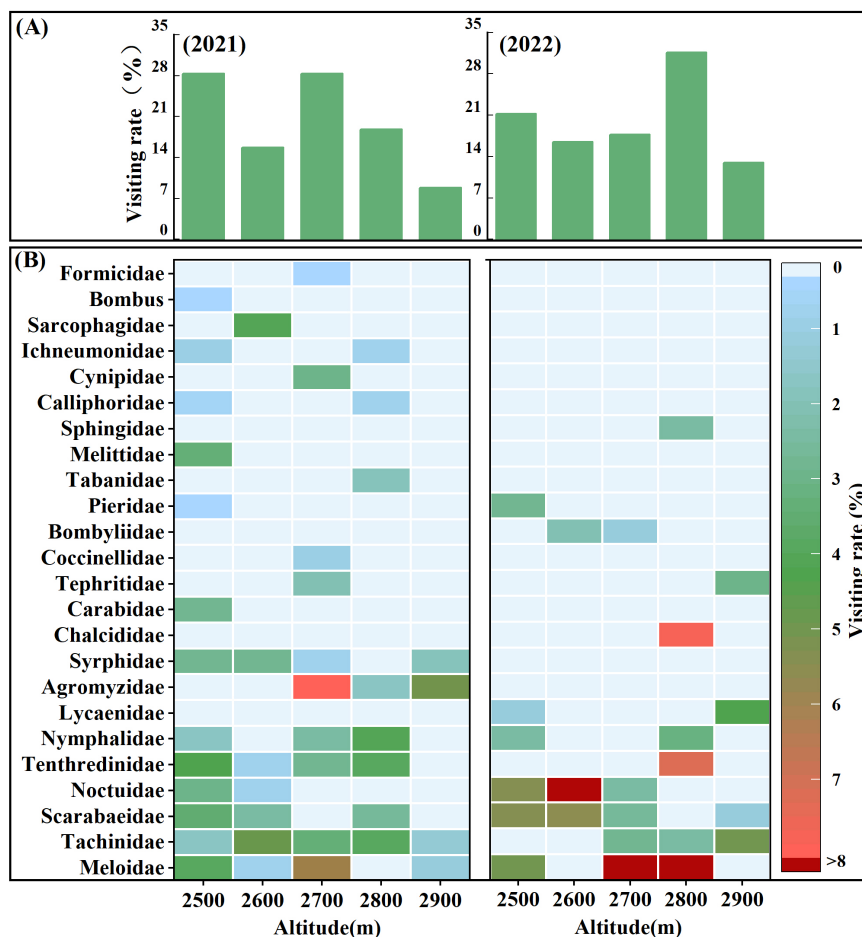 (A)
(2021)
(2022)
Visiting rate ( % )
35
28
21
14
7
0
35
28
21
14
7
0
(B)
Formicidae
Bombus
Sarcophagidae
Ichneumonidae
Cynipidae
Calliphoridae
Sphingidae
Melittidae
Tabanidae
Pieridae
Bombyliidae
Coccinellidae
Tephritidae
Carabidae
Chalcididae
Syrphidae
Agromyzidae
Lycaenidae
Nymphalidae
Tenthredinidae
Noctuidae
Scarabaeidae
Tachinidae
Meloidae
2500 2600 2700 2800 2900
Altitude(m)
2500 2600 2700 2800 2900
Altitude(m)
0
1
2
3
4
5
6
7
>8
Visiting rate (%)